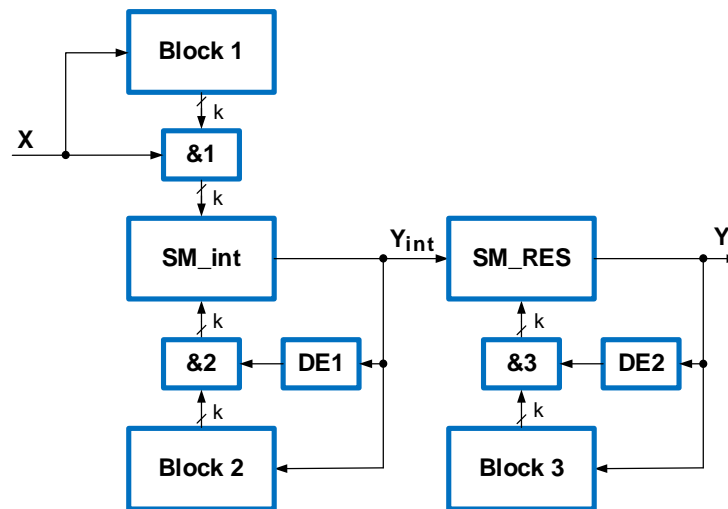 Block 1
k
X
&1
k
SM_int
Yint
SM_RES
Y
k
k
&2
DE1
&3
DE2
k
k
Block 2
Block 3